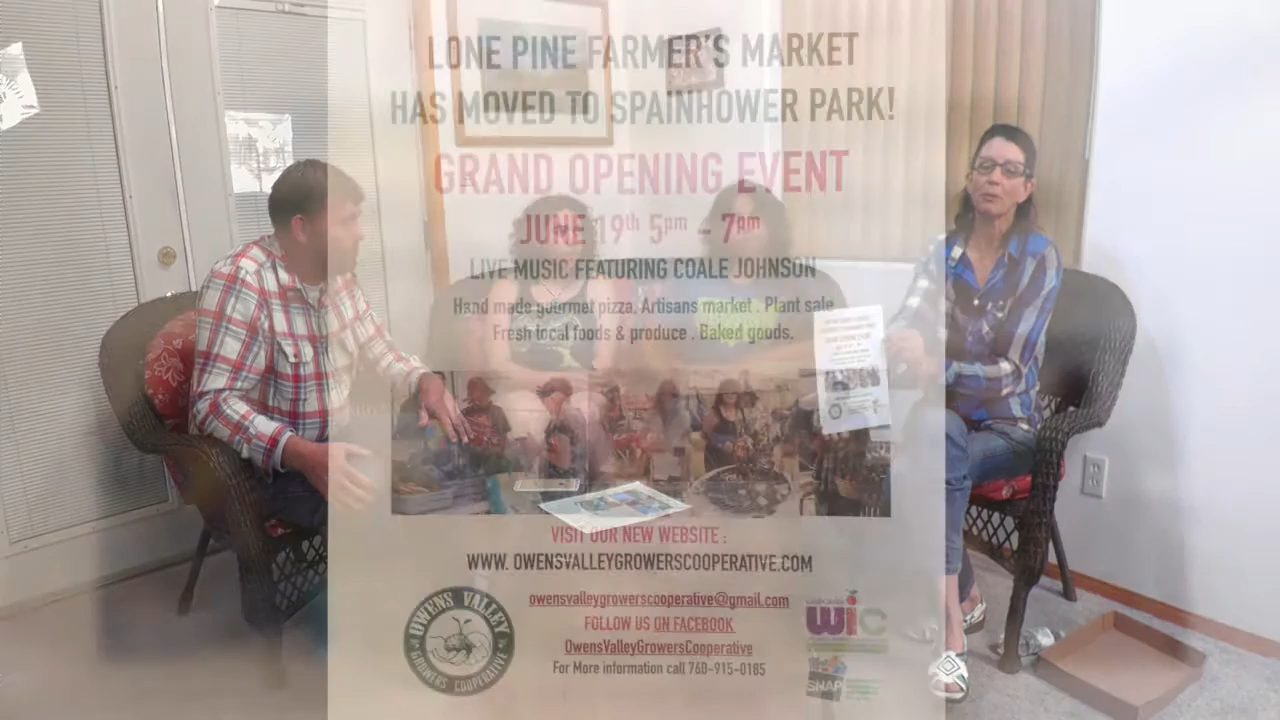 LONE PINE FARMER'S MARKET
HAS MOVED TO SPAINHOWER PARK!
GRAND OPENING EVENT
JUNE 19th 5pm - 7pm
LIVE MUSIC FEATURING COALE JOHNSON
Hand made gourmet pizza. Artisans market . Plant sale
Fresh local foods & produce . Baked goods.
VISIT OUR NEW WEBSITE :
WWW. OWENSVALLEYGROWERSCOOPERATIVE.COM
owensvalleygrowerscooperative@gmail.com
FOLLOW US ON FACEBOOK
OwensValleyGrowersCooperative
For More information call 760-915-0185
OWENS VALLEY
GROWERS COOPERATIVE
wic
SNAP